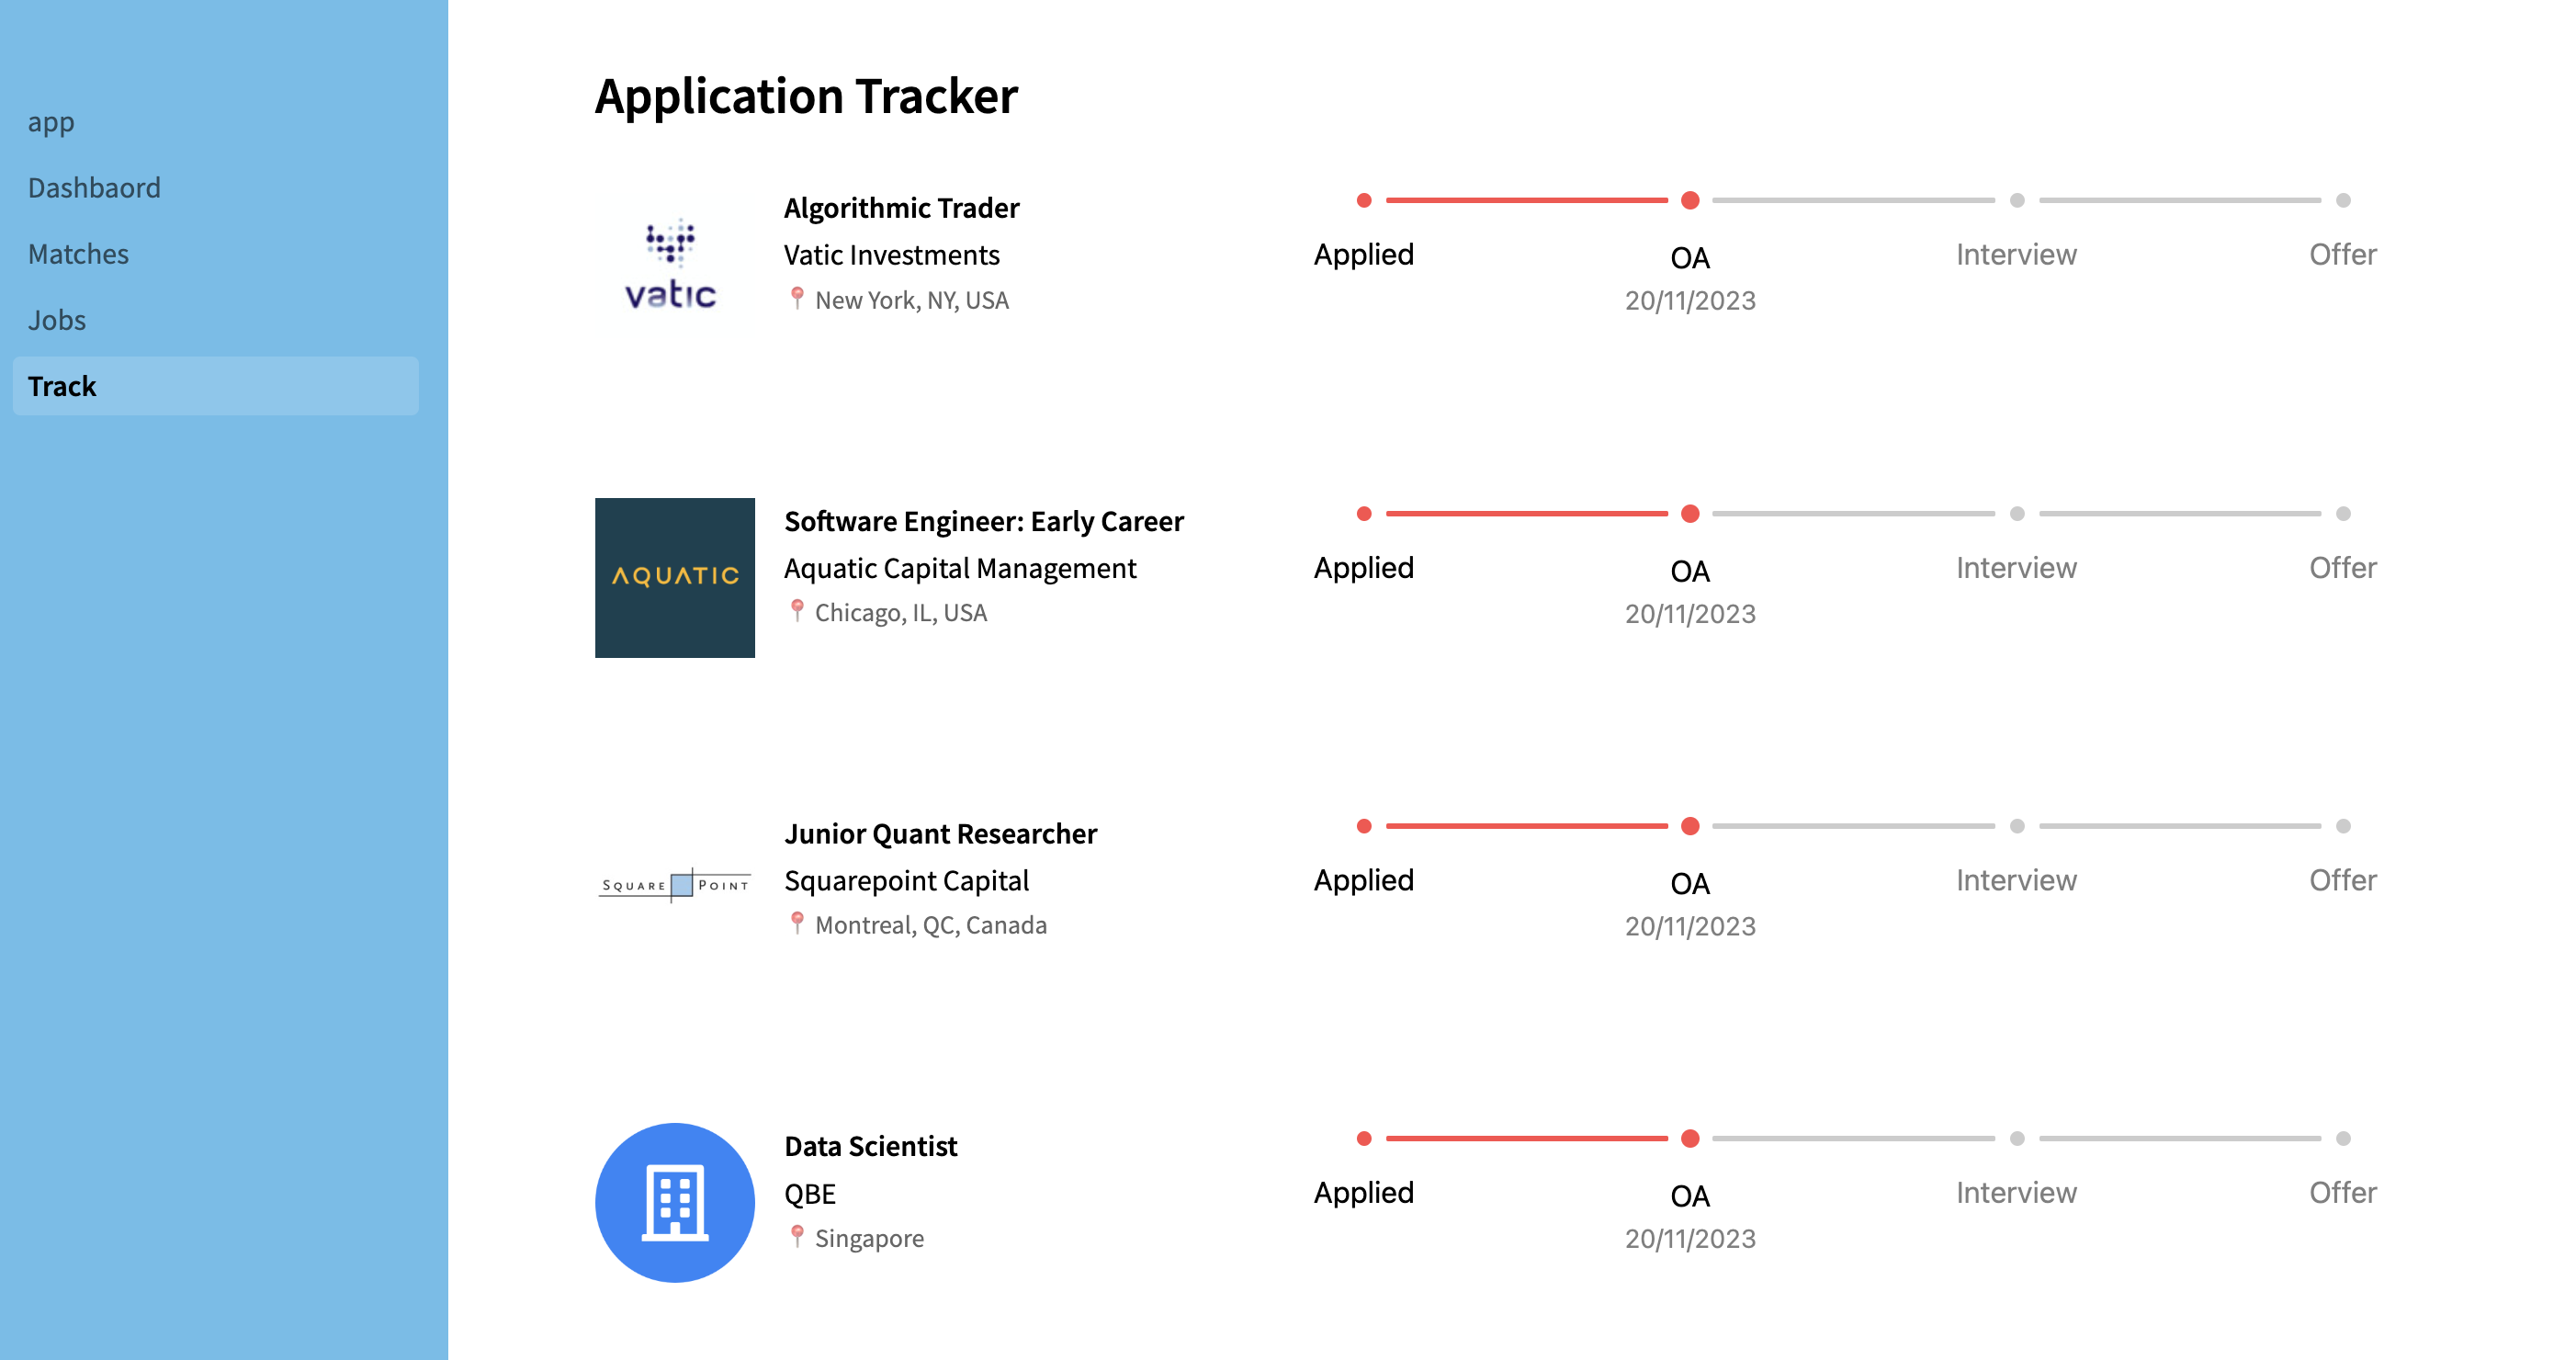 app
Dashbaord
Matches
Jobs
Track
Application Tracker
vatic
Algorithmic Trader
Vatic Investments
New York, NY, USA
Applied
OA
20/11/2023
Interview
Offer
AQUATIC
Software Engineer: Early Career
Aquatic Capital Management
Chicago, IL, USA
Applied
OA
20/11/2023
Interview
Offer
SQUARE POINT
Junior Quant Researcher
Squarepoint Capital
Montreal, QC, Canada
Applied
OA
20/11/2023
Interview
Offer
Data Scientist
QBE
Singapore
Applied
OA
20/11/2023
Interview
Offer